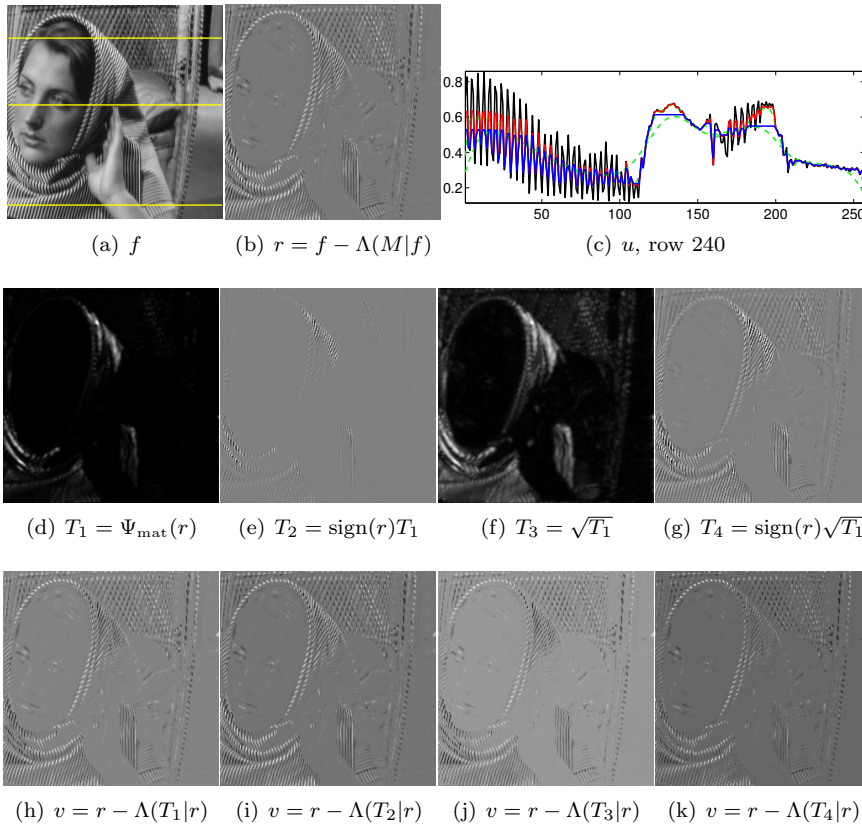 0.8
0.6
0.4
0.2
50 100 150 200 250
(a) f
(b) r = f − Λ(M|f)
(c) u, row 240
(d) T₁ = Ψ_mat(r)
(e) T₂ = sign(r)T₁
(f) T₃ = √T₁
(g) T₄ = sign(r)√T₁
(h) v = r − Λ(T₁|r)
(i) v = r − Λ(T₂|r)
(j) v = r − Λ(T₃|r)
(k) v = r − Λ(T₄|r)